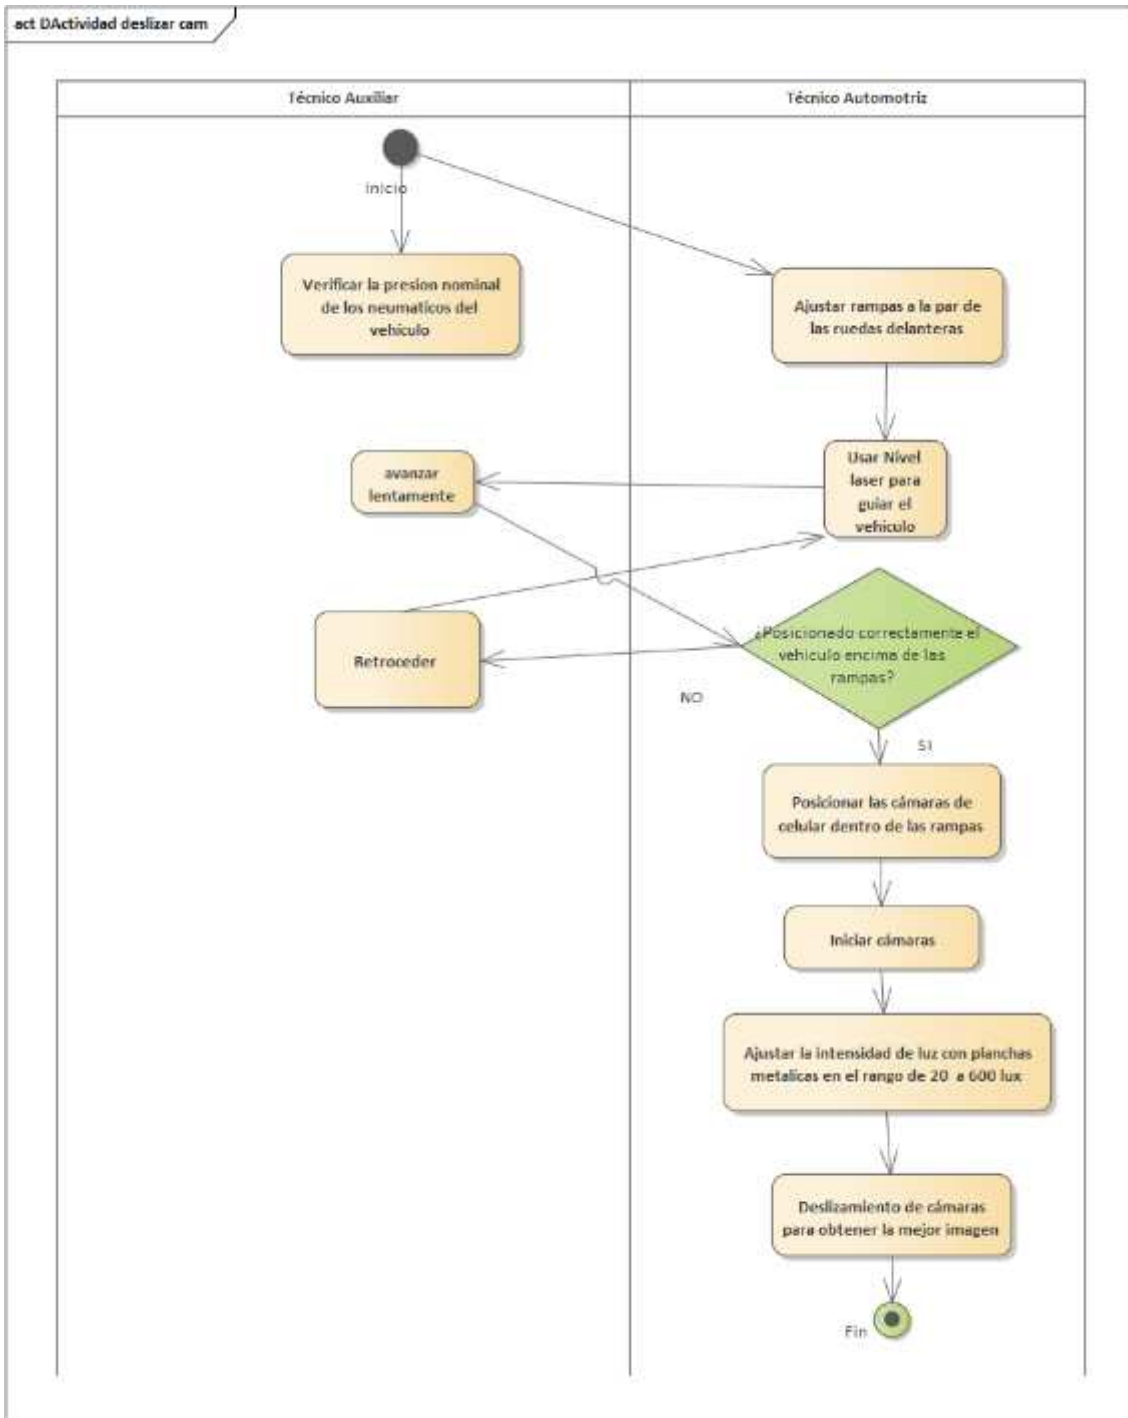 act DActividad deslizar cam
Técnico Auxiliar
Técnico Automotriz
Inicio
Verificar la presion nominal
de los neumaticos del
vehiculo
Ajustar rampas a la par de
las ruedas delanteras
avanzar
lentamente
Usar Nivel
laser para
guiar el
vehiculo
Retroceder
¿Posicionado correctamente el
vehiculo encima de las
rampas?
NO
SI
Posicionar las cámaras de
celular dentro de las rampas
Iniciar cámaras
Ajustar la intensidad de luz con planchas
metalicas en el rango de 20 a 600 lux
Deslizamiento de cámaras
para obtener la mejor imagen
Fin